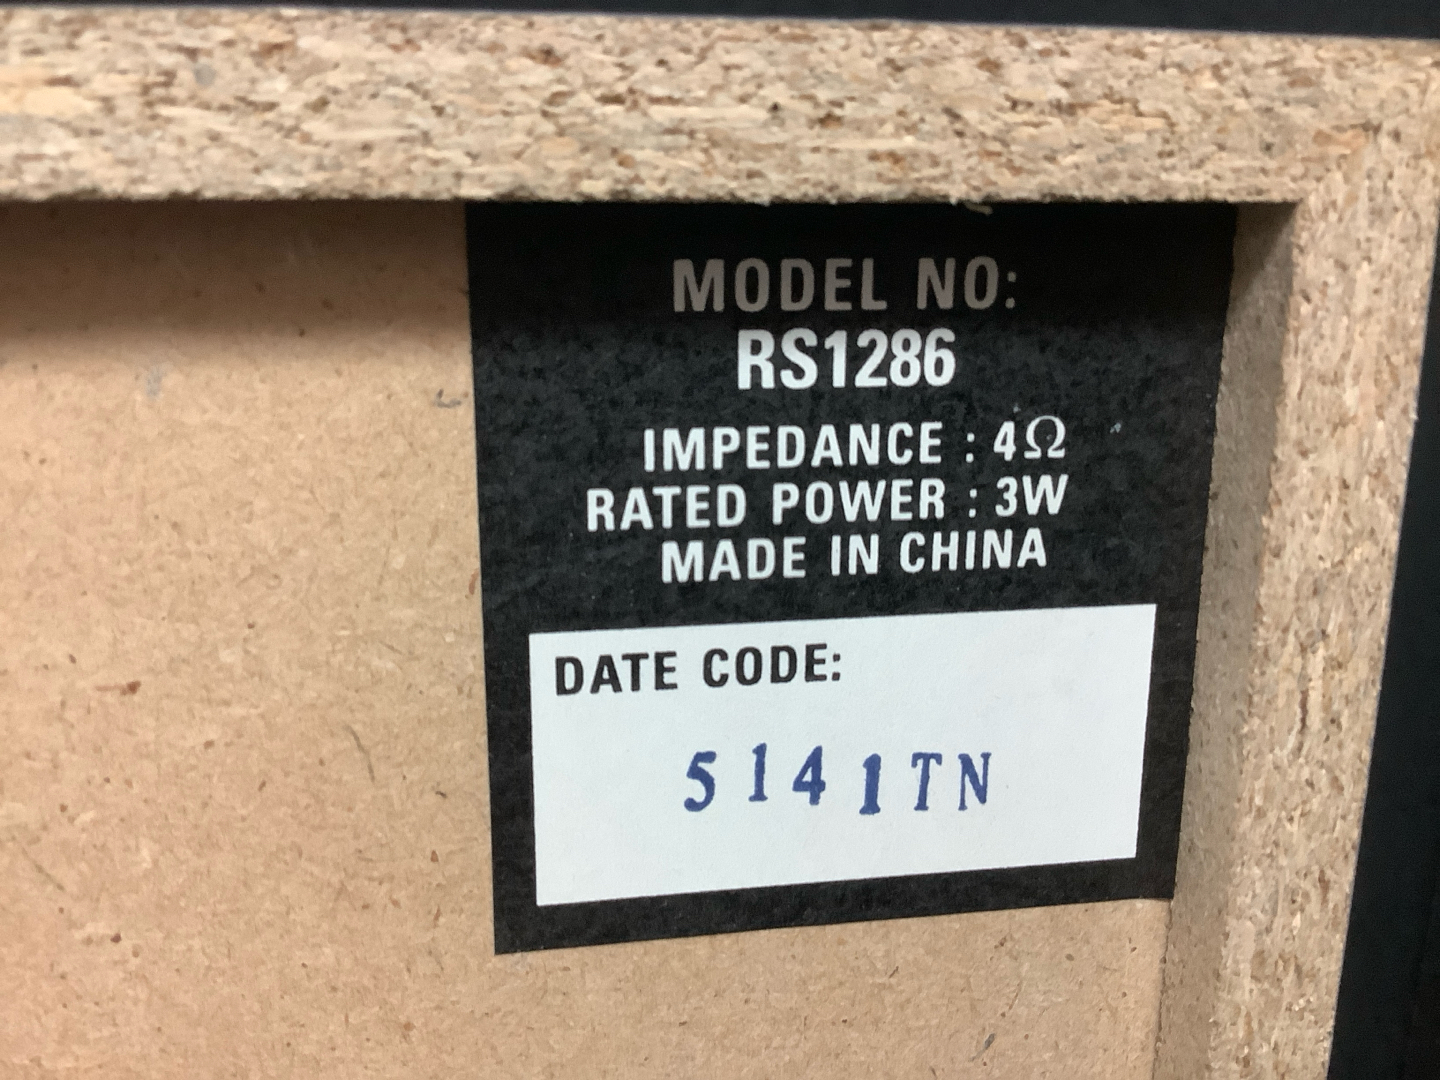 MODEL NO:
RS1286
IMPEDANCE : 4Ω
RATED POWER : 3W
MADE IN CHINA
DATE CODE:
5141TN